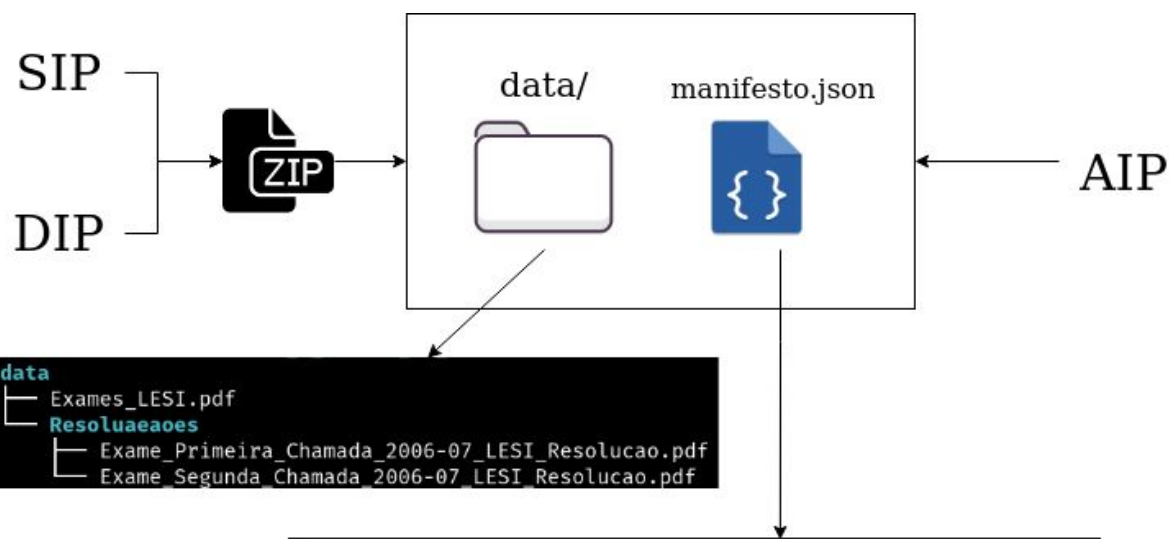 SIP
DIP
ZIP
data/
manifesto.json
{ }
AIP
data
Exames_LESI.pdf
Resoluaeaoes
Exame_Primeira_Chamada_2006-07_LESI_Resolucao.pdf
Exame_Segunda_Chamada_2006-07_LESI_Resolucao.pdf